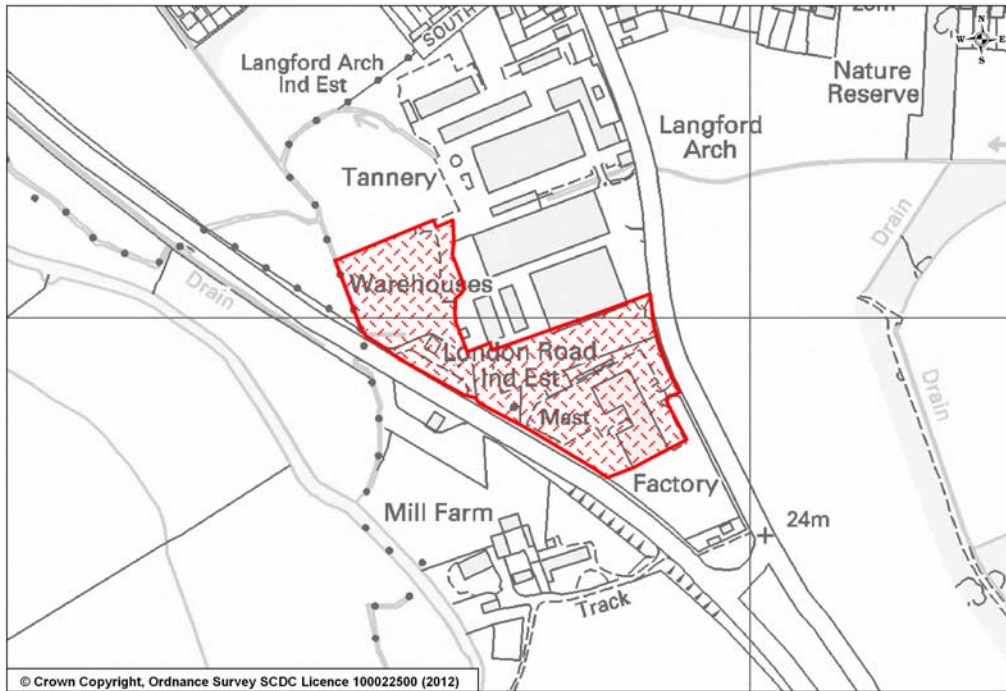 SOUTH
N
W E
S
Langford Arch
Ind Est
Nature
Reserve
Langford
Arch
Tannery
Drain
Drain
Warehouses
London Road
Ind Est
Mast
Drain
Factory
Mill Farm
24m
Track
© Crown Copyright, Ordnance Survey SCDC Licence 100022500 (2012)